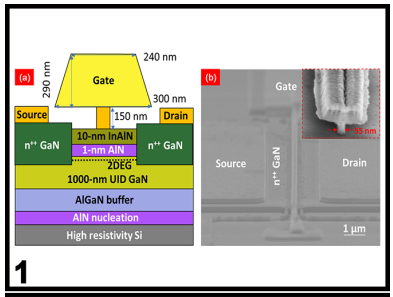 (a)
240 nm
290 nm
Gate
300 nm
Source
150 nm
Drain
10-nm InAlN
n++ GaN
1-nm AlN
n++ GaN
2DEG
1000-nm UID GaN
AlGaN buffer
AlN nucleation
High resistivity Si
(b)
Gate
55 nm
Source
n++ GaN
Drain
1 μm
1